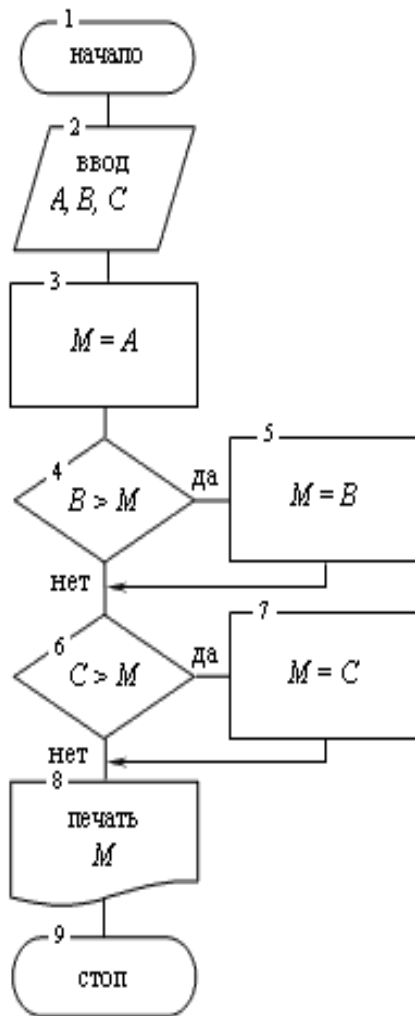 1
начало
2
ввод
A, B, C
3
M = A
4
B > M
да
5
M = B
нет
6
C > M
да
7
M = C
нет
8
печать
M
9
стоп